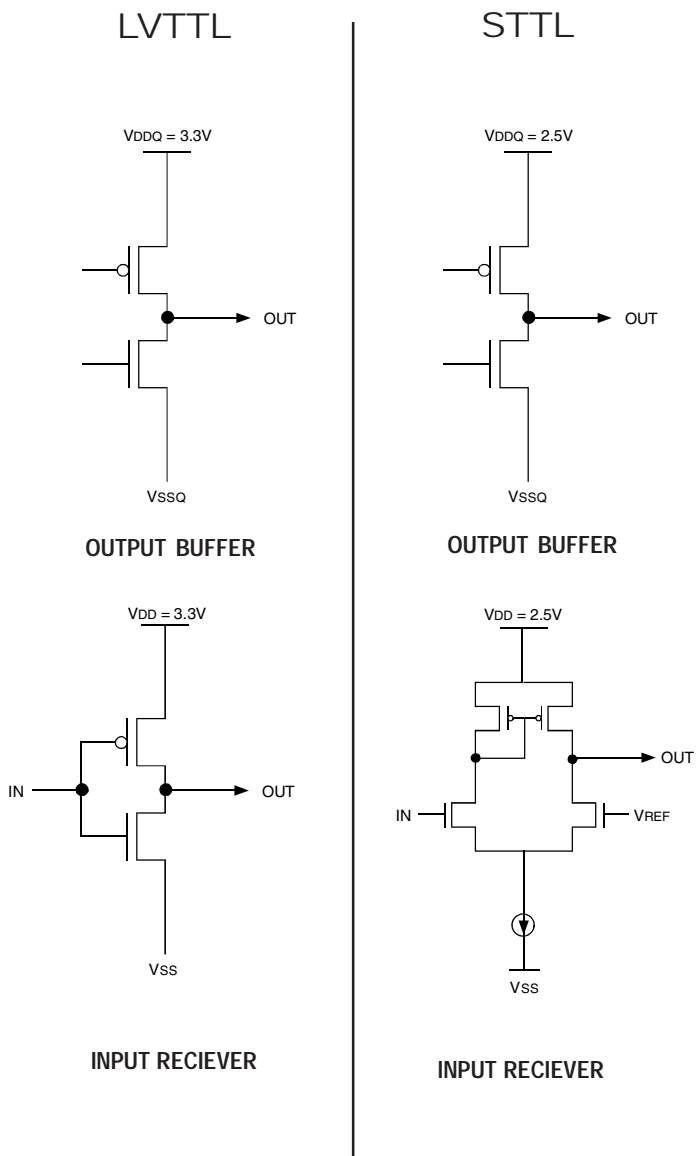 LVTTL
VDDQ = 3.3V
OUT
VSSQ
OUTPUT BUFFER
VDD = 3.3V
IN
OUT
VSS
INPUT RECIEVER
STTL
VDDQ = 2.5V
OUT
VSSQ
OUTPUT BUFFER
VDD = 2.5V
OUT
IN
VREF
VSS
INPUT RECIEVER